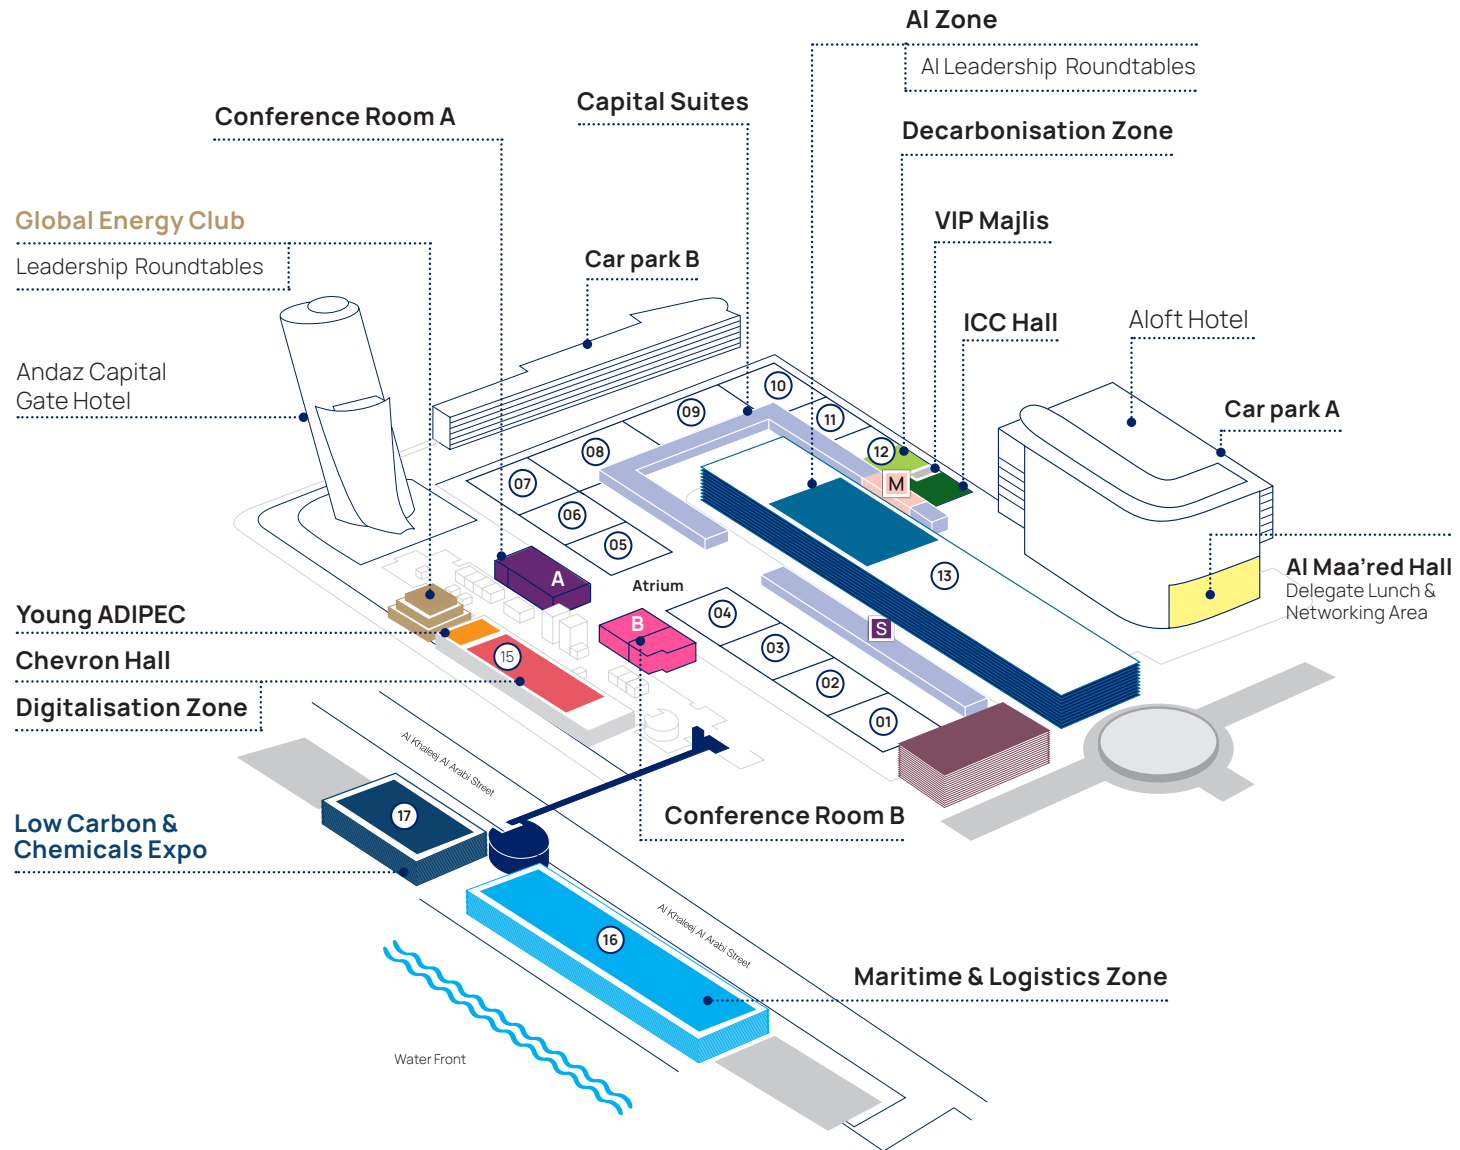 AI Zone
AI Leadership Roundtables
Conference Room A
Capital Suites
Decarbonisation Zone
Global Energy Club
Leadership Roundtables
VIP Majlis
Car park B
ICC Hall
Aloft Hotel
Andaz Capital
Gate Hotel
Car park A
10
09
11
08
12
07
M
06
05
13
A
Atrium
Al Maa'red Hall
Delegate Lunch &
Networking Area
Young ADIPEC
04
B
S
03
Chevron Hall
15
02
Digitalisation Zone
01
Al Khaleej Al Arabi Street
Low Carbon &
Chemicals Expo
17
Conference Room B
16
Al Khaleej Al Arabi Street
Maritime & Logistics Zone
Water Front